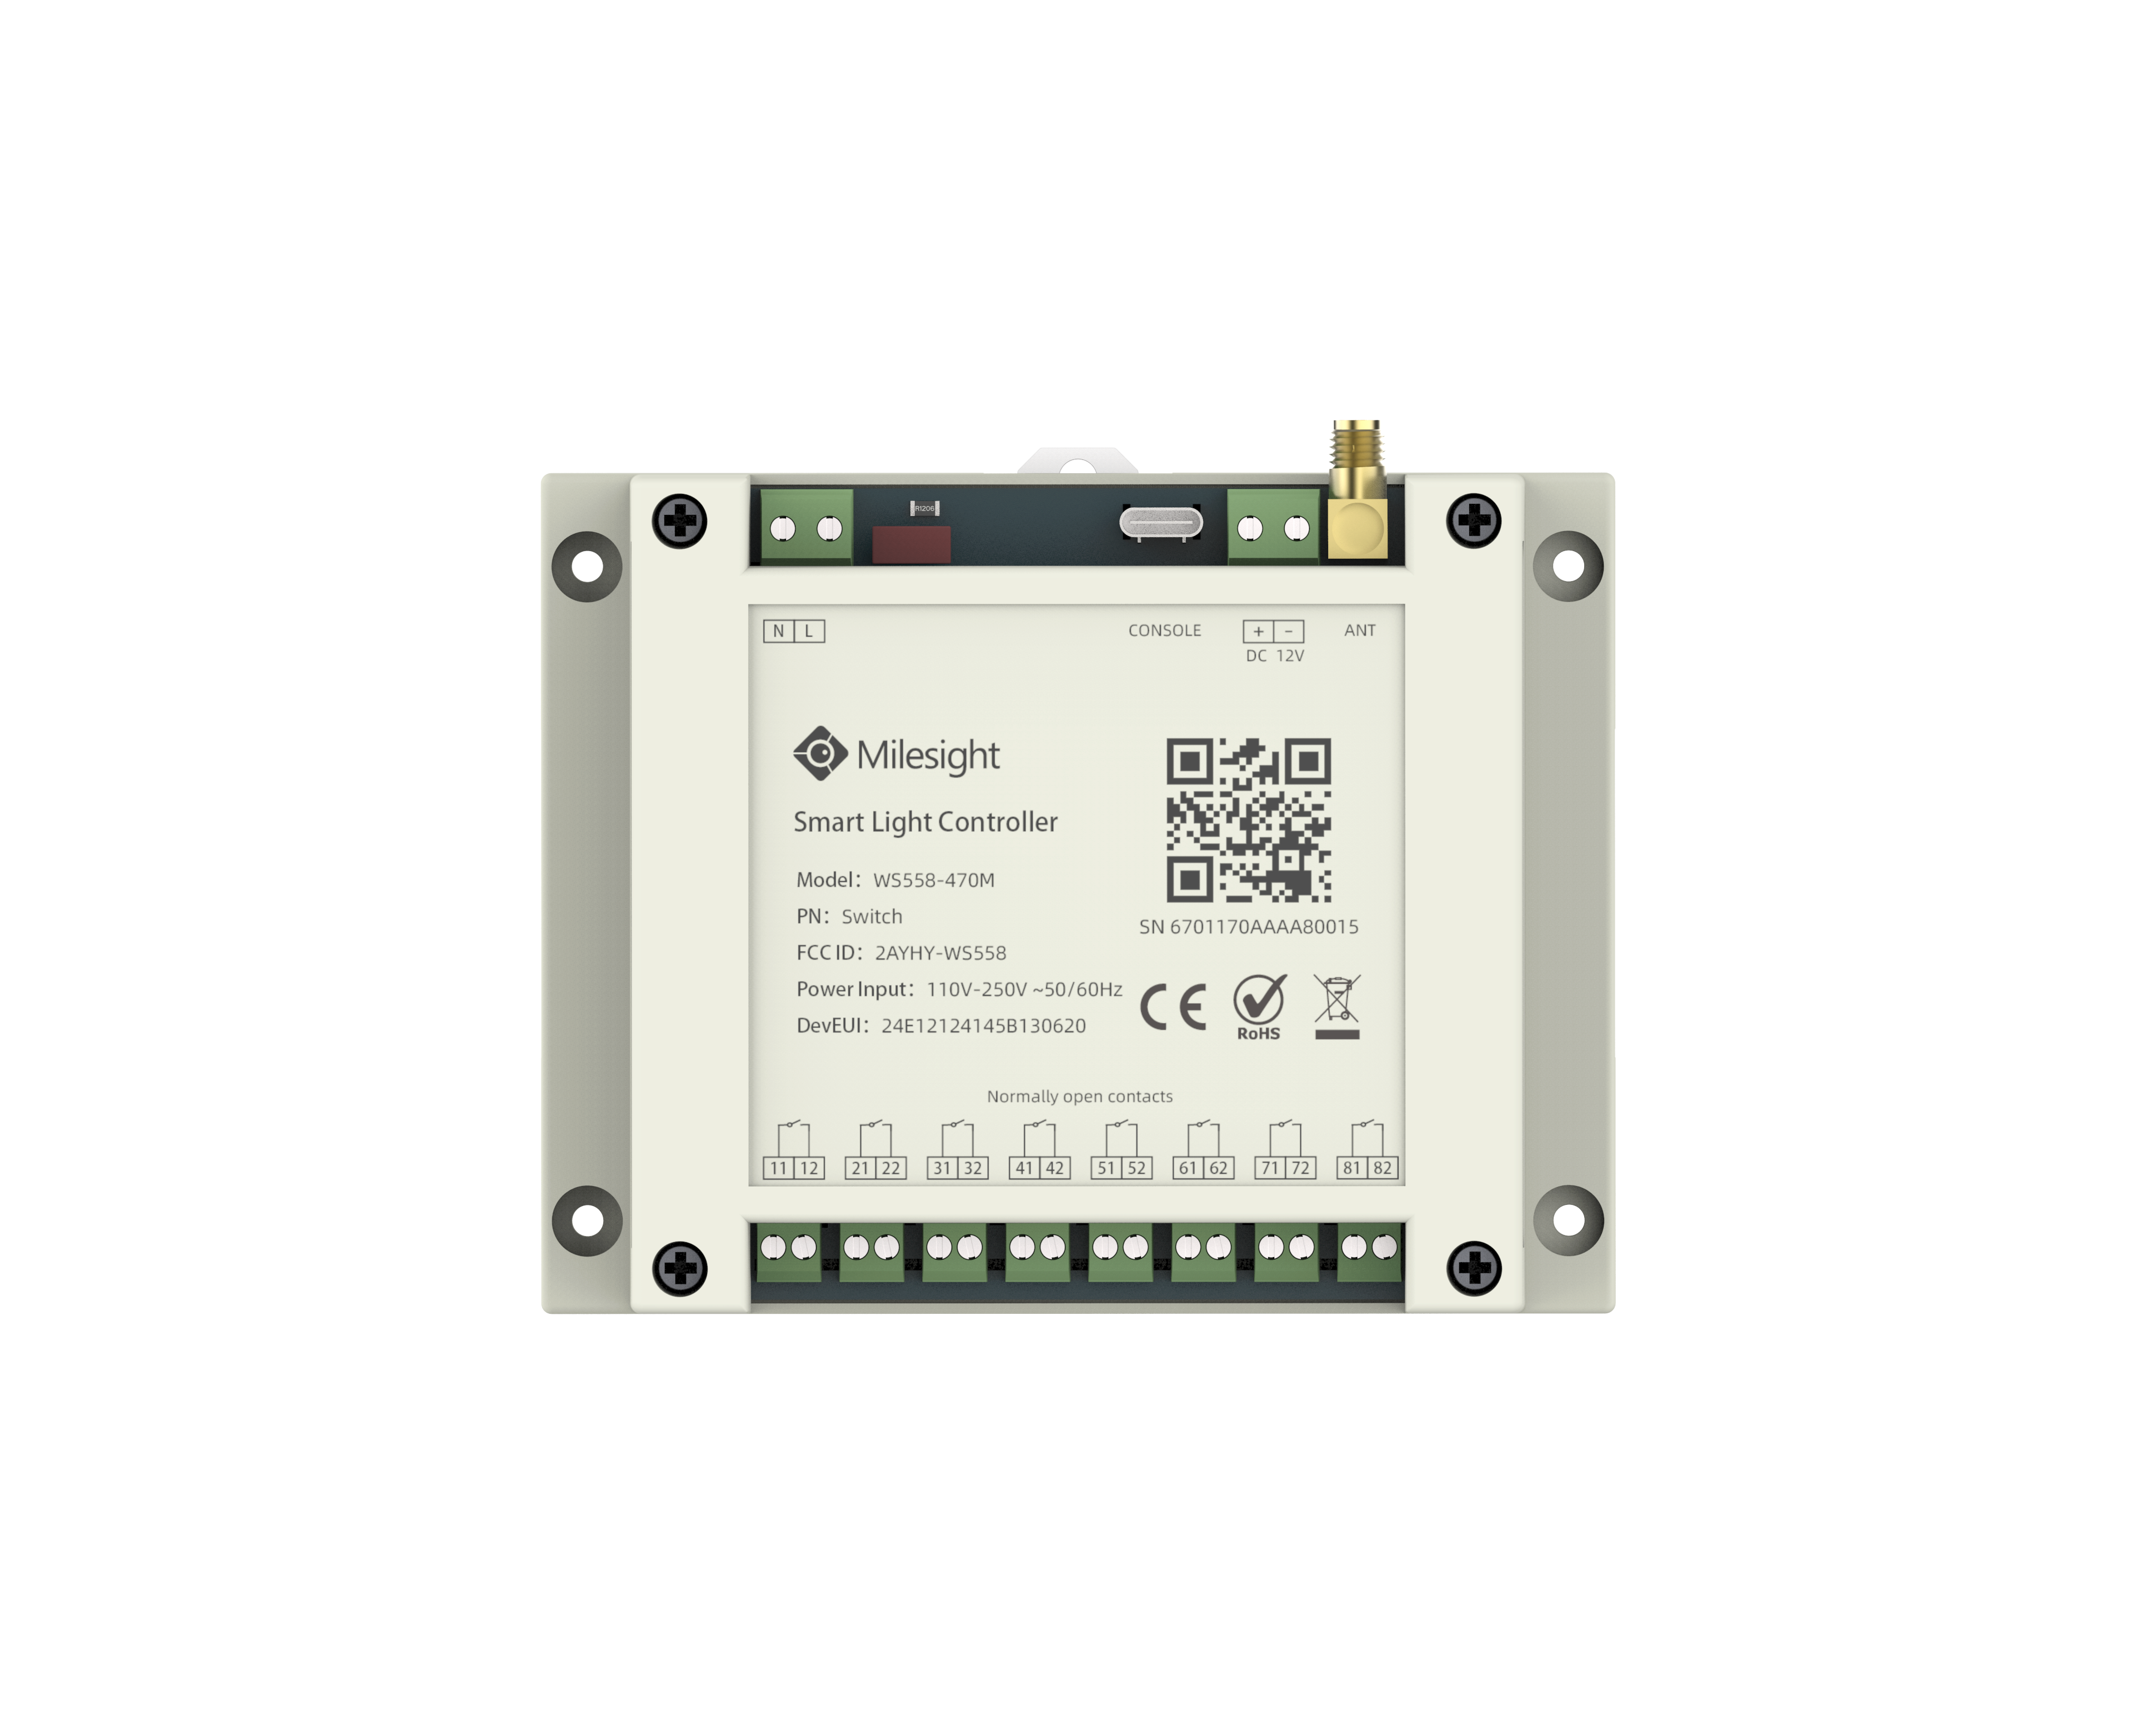 R1206
N L
CONSOLE
+ −
ANT
DC 12V
Milesight
Smart Light Controller
Model: WS558-470M
PN: Switch
FCC ID: 2AYHY-WS558
Power Input: 110V-250V ~50/60Hz
DevEUI: 24E12124145B130620
SN 6701170AAAA80015
CE
RoHS
Normally open contacts
11 12 21 22 31 32 41 42 51 52 61 62 71 72 81 82